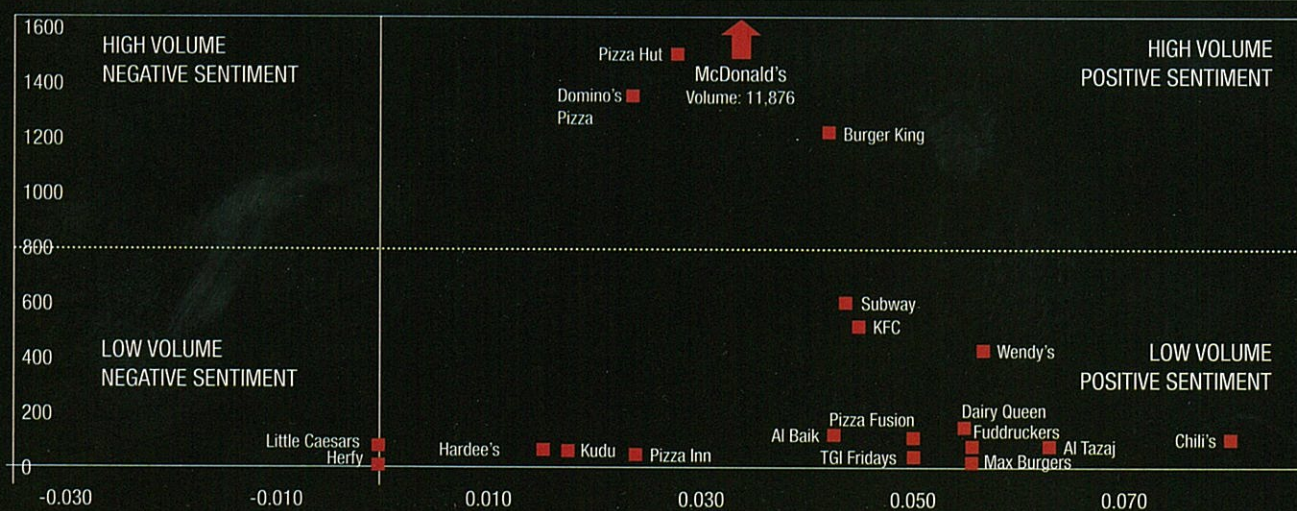 1600
HIGH VOLUME
NEGATIVE SENTIMENT
Pizza Hut
McDonald's
Volume: 11,876
HIGH VOLUME
POSITIVE SENTIMENT
1400
Domino's
Pizza
1200
Burger King
1000
800
600
Subway
KFC
LOW VOLUME
NEGATIVE SENTIMENT
400
Wendy's
LOW VOLUME
POSITIVE SENTIMENT
200
Little Caesars
Herfy
Hardee's
Kudu
Pizza Inn
Al Baik
Pizza Fusion
TGI Fridays
Dairy Queen
Fuddruckers
Max Burgers
Al Tazaj
Chili's
0
-0.030 -0.010 0.010 0.030 0.050 0.070